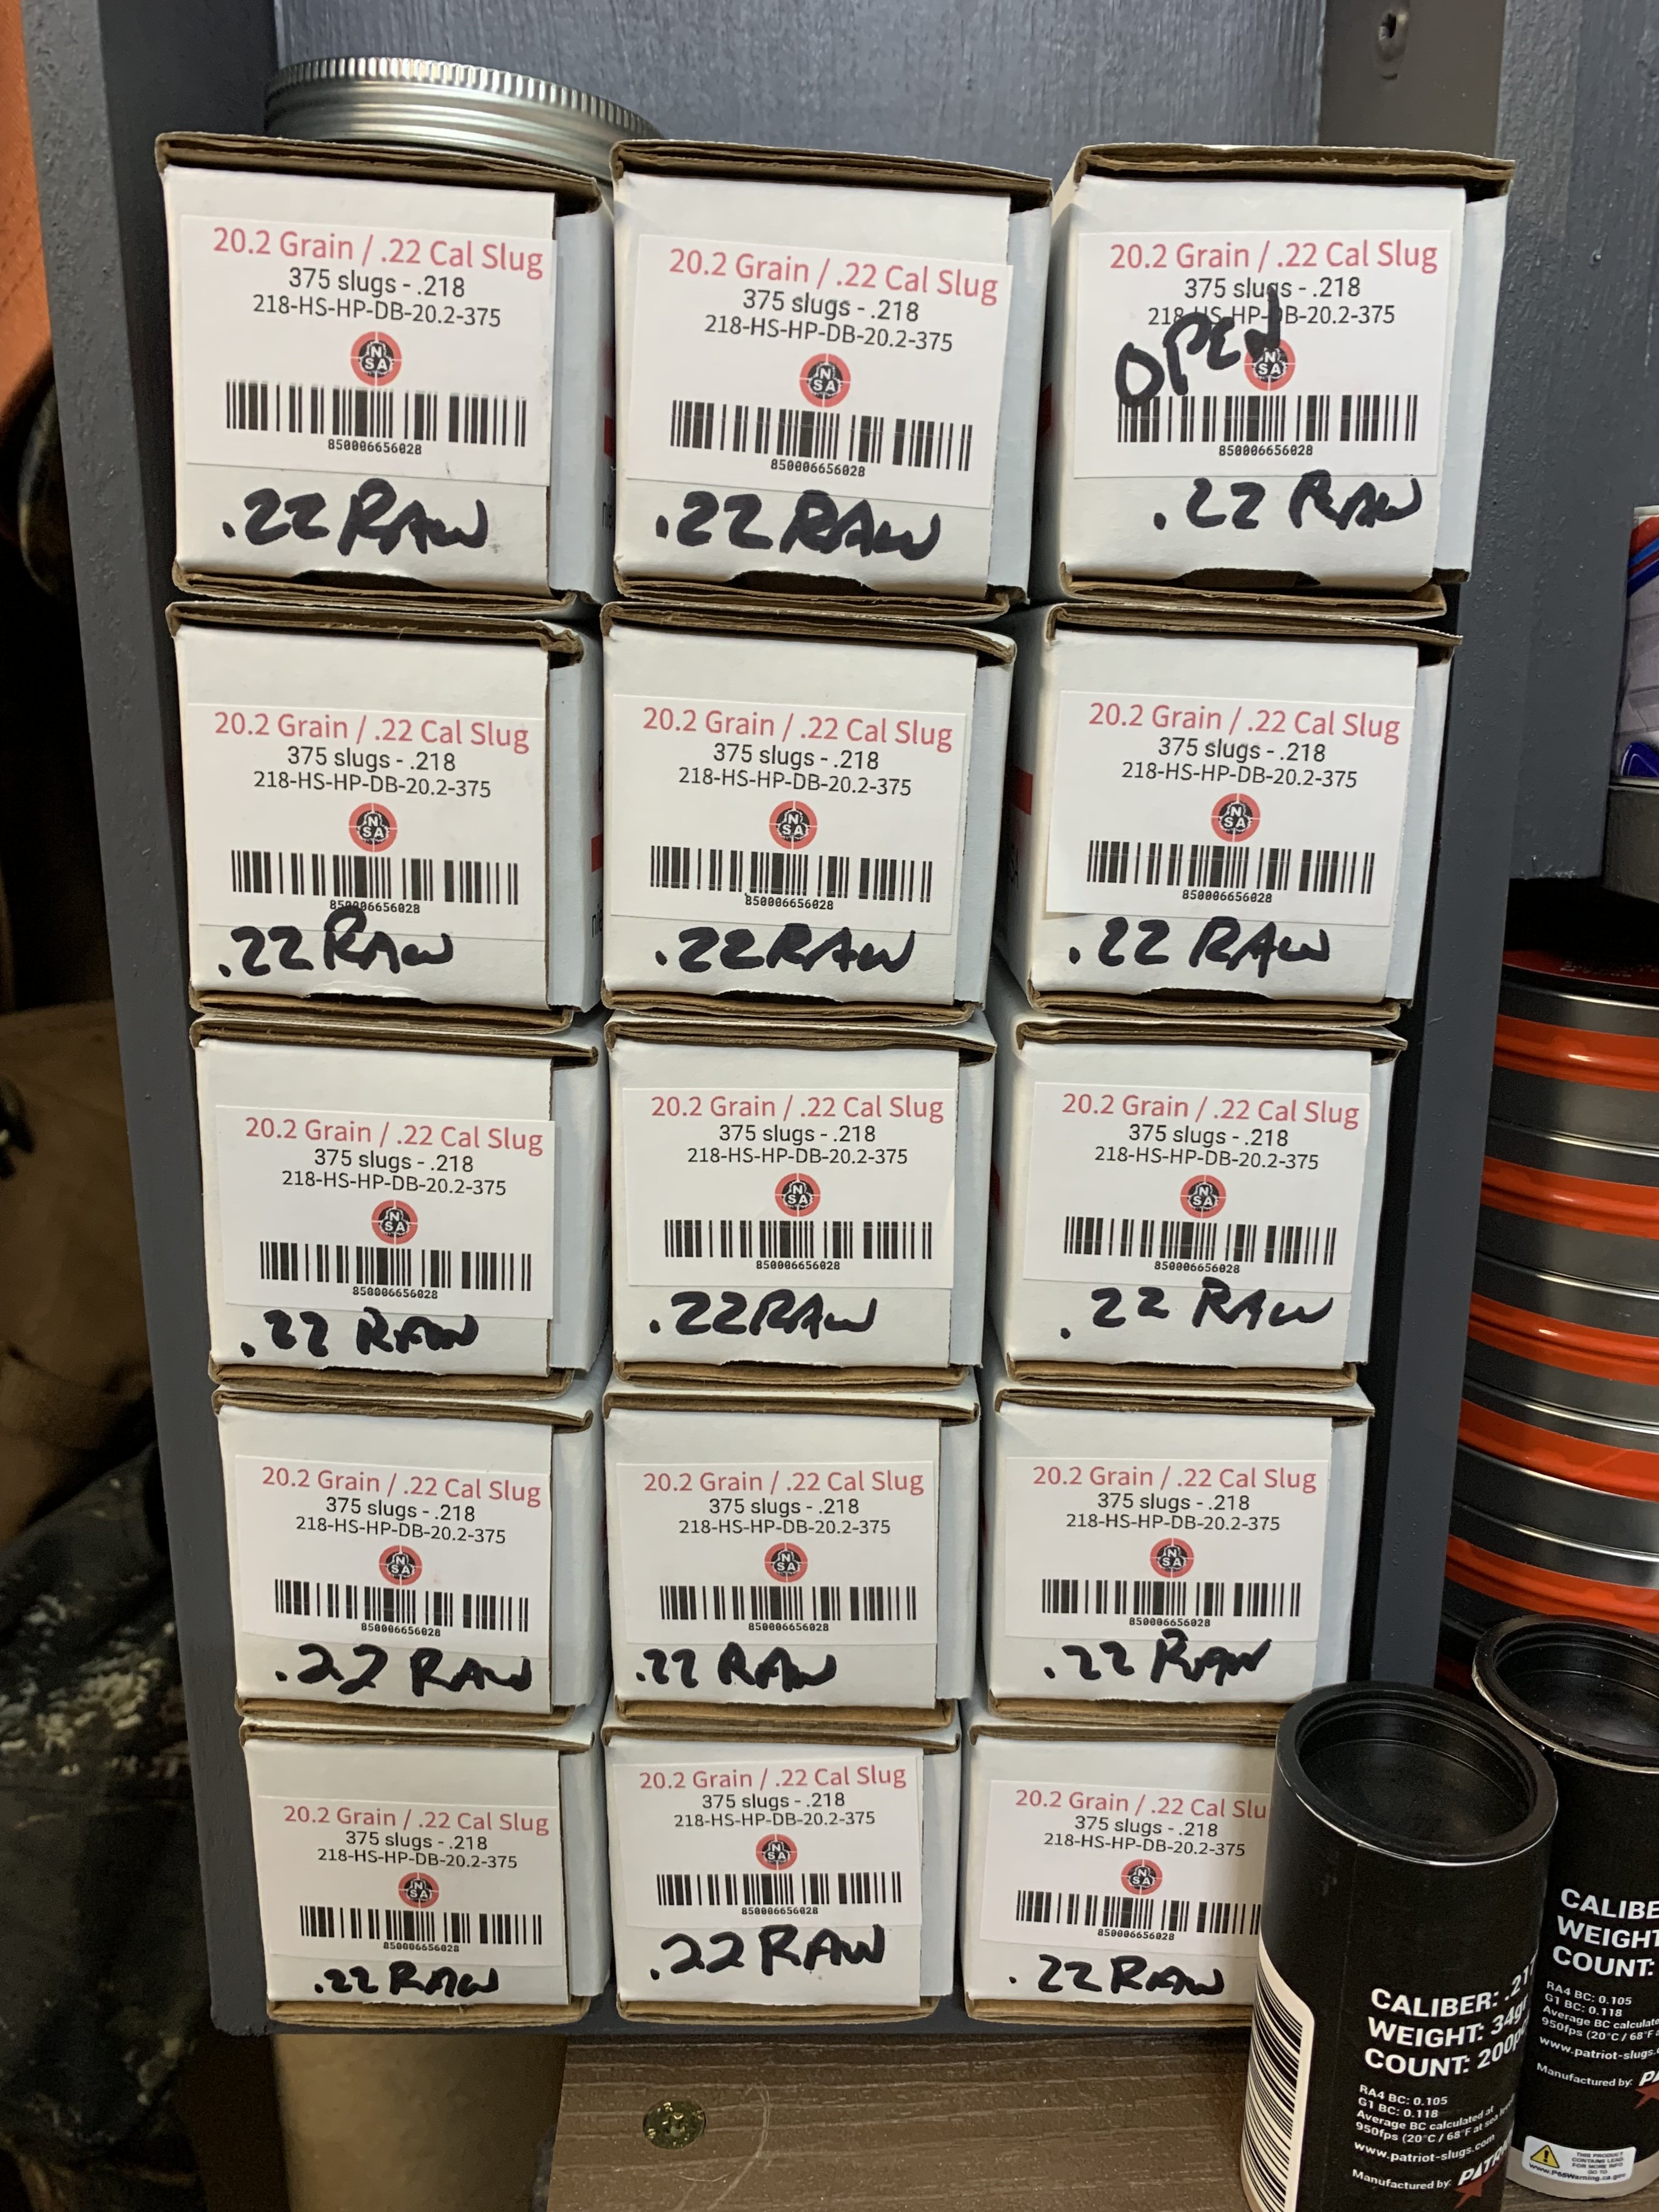 20.2 Grain / .22 Cal Slug
375 slugs - .218
218-HS-HP-DB-20.2-375
NSA
850006656028
.22 RAW
20.2 Grain / .22 Cal Slug
375 slugs - .218
218-HS-HP-DB-20.2-375
NSA
850006656028
.22 RAW
20.2 Grain / .22 Cal Slug
375 slugs - .218
218-HS-HP-DB-20.2-375
OPEN
NSA
850006656028
.22 RAW
20.2 Grain / .22 Cal Slug
375 slugs - .218
218-HS-HP-DB-20.2-375
NSA
850006656028
.22 RAW
20.2 Grain / .22 Cal Slug
375 slugs - .218
218-HS-HP-DB-20.2-375
NSA
850006656028
.22 RAW
20.2 Grain / .22 Cal Slug
375 slugs - .218
218-HS-HP-DB-20.2-375
NSA
850006656028
.22 RAW
20.2 Grain / .22 Cal Slug
375 slugs - .218
218-HS-HP-DB-20.2-375
NSA
850006656028
.22 RAW
20.2 Grain / .22 Cal Slug
375 slugs - .218
218-HS-HP-DB-20.2-375
NSA
850006656028
.22 RAW
20.2 Grain / .22 Cal Slug
375 slugs - .218
218-HS-HP-DB-20.2-375
NSA
850006656028
.22 RAW
20.2 Grain / .22 Cal Slug
375 slugs - .218
218-HS-HP-DB-20.2-375
NSA
850006656028
.22 RAW
20.2 Grain / .22 Cal Slug
375 slugs - .218
218-HS-HP-DB-20.2-375
NSA
850006656028
.22 RAW
20.2 Grain / .22 Cal Slug
375 slugs - .218
218-HS-HP-DB-20.2-375
NSA
850006656028
.22 RAW
20.2 Grain / .22 Cal Slug
375 slugs - .218
218-HS-HP-DB-20.2-375
NSA
850006656028
.22 RAW
20.2 Grain / .22 Cal Slug
375 slugs - .218
218-HS-HP-DB-20.2-375
NSA
850006656028
.22 RAW
20.2 Grain / .22 Cal Slu
375 slugs - .218
218-HS-HP-DB-20.2-375
NSA
850006656028
.22 RAW
CALIBER: .21
WEIGHT: 34gr
COUNT: 200
RA4 BC: 0.105
G1 BC: 0.118
Average BC calculated at sea
950fps (20°C / 68°F at
www.patriot-slugs.com
Manufactured by: PATR
CALIBE
WEIGHT
COUNT:
RA4 BC: 0.105
G1 BC: 0.118
Average BC calculate
950fps (20°C / 68°F
www.patriot-slugs.
Manufactured by: PA
THIS PRODUCT
CONTAINS LEAD.
FOR MORE INFO
GO TO
www.P65Warning.ca.gov